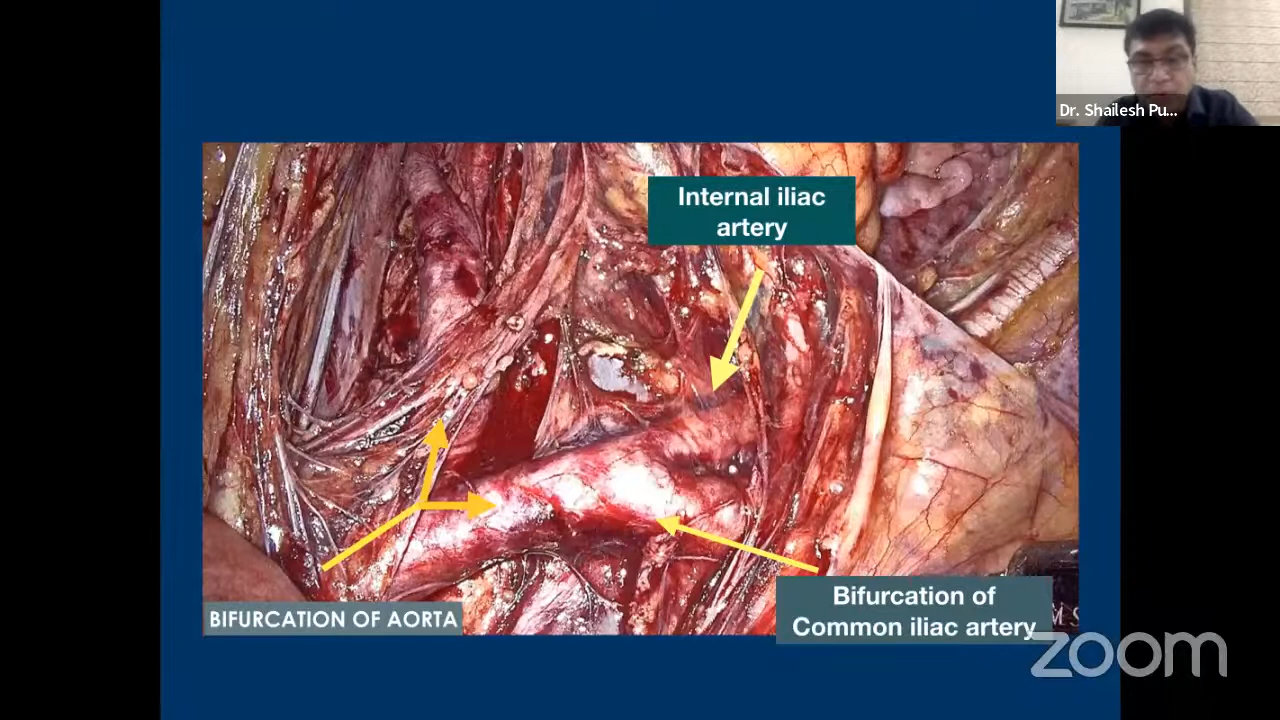 Dr. Shailesh Pu...
Internal iliac
artery
BIFURCATION OF AORTA
Bifurcation of
Common iliac artery
M S
zoom